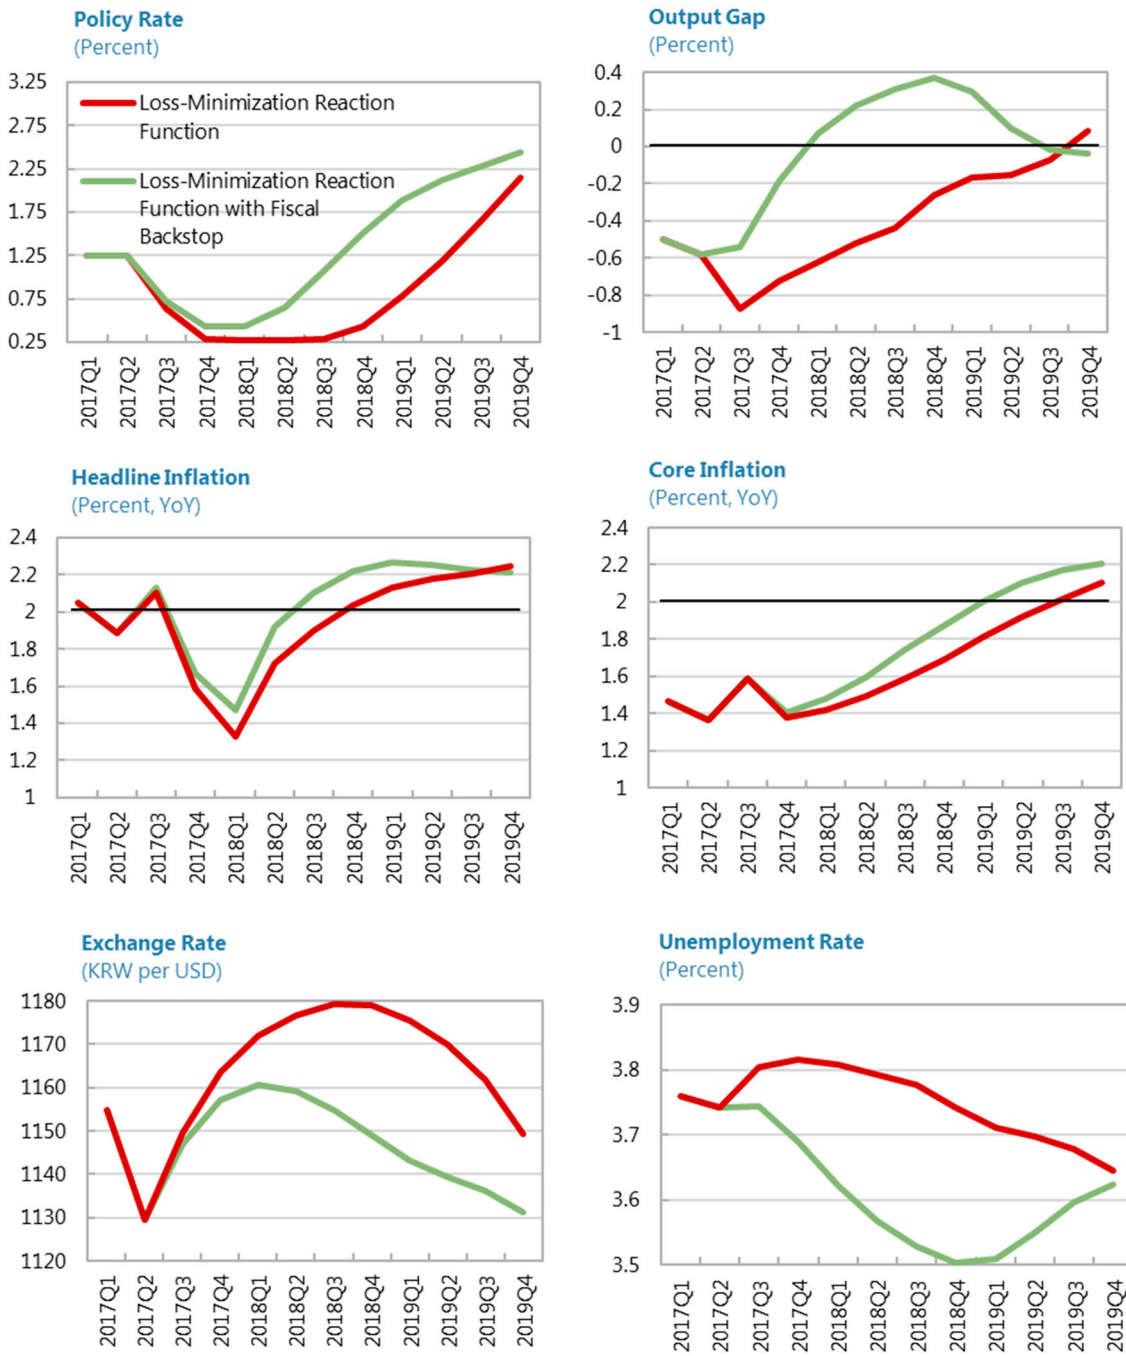 Policy Rate
(Percent)
3.25
2.75
2.25
1.75
1.25
0.75
0.25
Loss-Minimization Reaction
Function
Loss-Minimization Reaction
Function with Fiscal
Backstop
2017Q1
2017Q2
2017Q3
2017Q4
2018Q1
2018Q2
2018Q3
2018Q4
2019Q1
2019Q2
2019Q3
2019Q4
Output Gap
(Percent)
0.4
0.2
0
-0.2
-0.4
-0.6
-0.8
-1
2017Q1
2017Q2
2017Q3
2017Q4
2018Q1
2018Q2
2018Q3
2018Q4
2019Q1
2019Q2
2019Q3
2019Q4
Headline Inflation
(Percent, YoY)
2.4
2.2
2
1.8
1.6
1.4
1.2
1
2017Q1
2017Q2
2017Q3
2017Q4
2018Q1
2018Q2
2018Q3
2018Q4
2019Q1
2019Q2
2019Q3
2019Q4
Core Inflation
(Percent, YoY)
2.4
2.2
2
1.8
1.6
1.4
1.2
1
2017Q1
2017Q2
2017Q3
2017Q4
2018Q1
2018Q2
2018Q3
2018Q4
2019Q1
2019Q2
2019Q3
2019Q4
Exchange Rate
(KRW per USD)
1180
1170
1160
1150
1140
1130
1120
2017Q1
2017Q2
2017Q3
2017Q4
2018Q1
2018Q2
2018Q3
2018Q4
2019Q1
2019Q2
2019Q3
2019Q4
Unemployment Rate
(Percent)
3.9
3.8
3.7
3.6
3.5
2017Q1
2017Q2
2017Q3
2017Q4
2018Q1
2018Q2
2018Q3
2018Q4
2019Q1
2019Q2
2019Q3
2019Q4